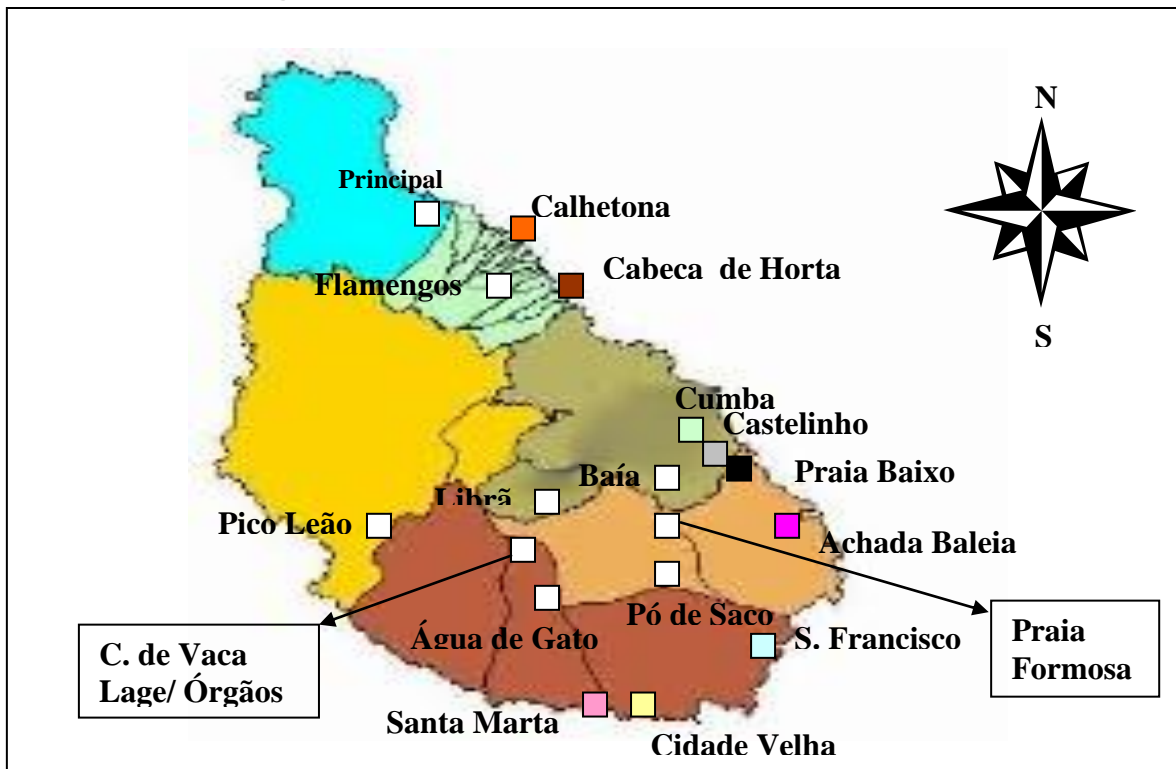 N
Principal
Calhetona
Cabeca de Horta
Flamengos
S
Cumba
Castelinho
Baía
Praia Baixo
Librã
Pico Leão
Achada Baleia
Pó de Saco
Água de Gato
S. Francisco
C. de Vaca
Lage/ Órgãos
Praia
Formosa
Santa Marta
Cidade Velha